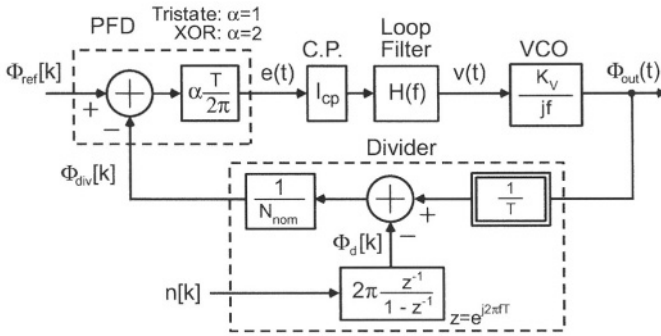 PFD
Tristate: α=1
XOR: α=2
C.P.
Loop
Filter
VCO
Φref[k]
+
−
α T/2π
e(t)
Icp
H(f)
v(t)
KV/jf
Φout(t)
Divider
Φdiv[k]
1/Nnom
+
−
1/T
Φd[k]
n[k]
2π z⁻¹/(1 - z⁻¹)
z=e^j2πfT